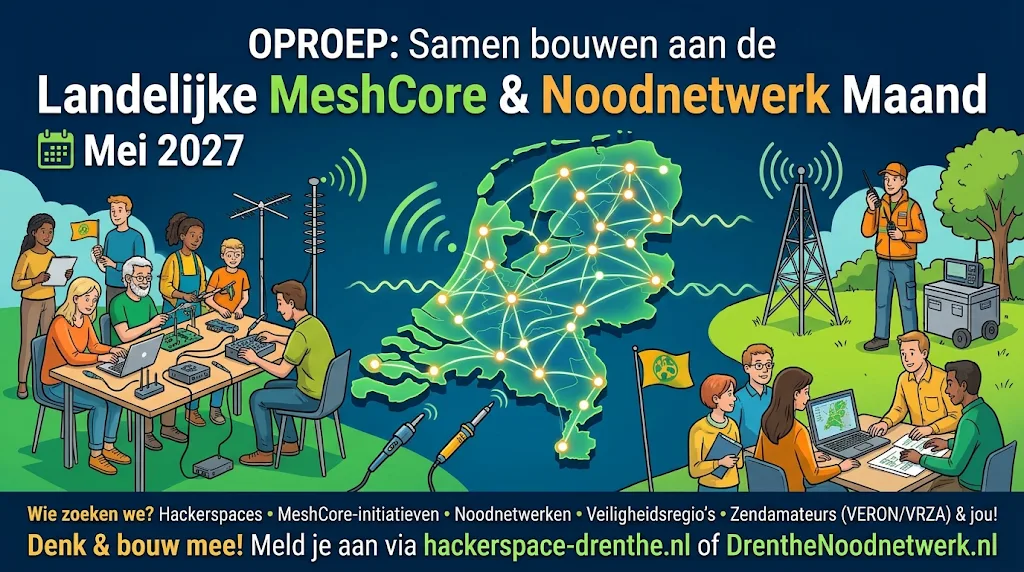 OPROEP: Samen bouwen aan de
Landelijke MeshCore & Noodnetwerk Maand
Mei 2027
Wie zoeken we? Hackerspaces • MeshCore-initiatieven • Noodnetwerken • Veiligheidsregio's • Zendamateurs (VERON/VRZA) & jou!
Denk & bouw mee! Meld je aan via hackerspace-drenthe.nl of DrentheNoodnetwerk.nl